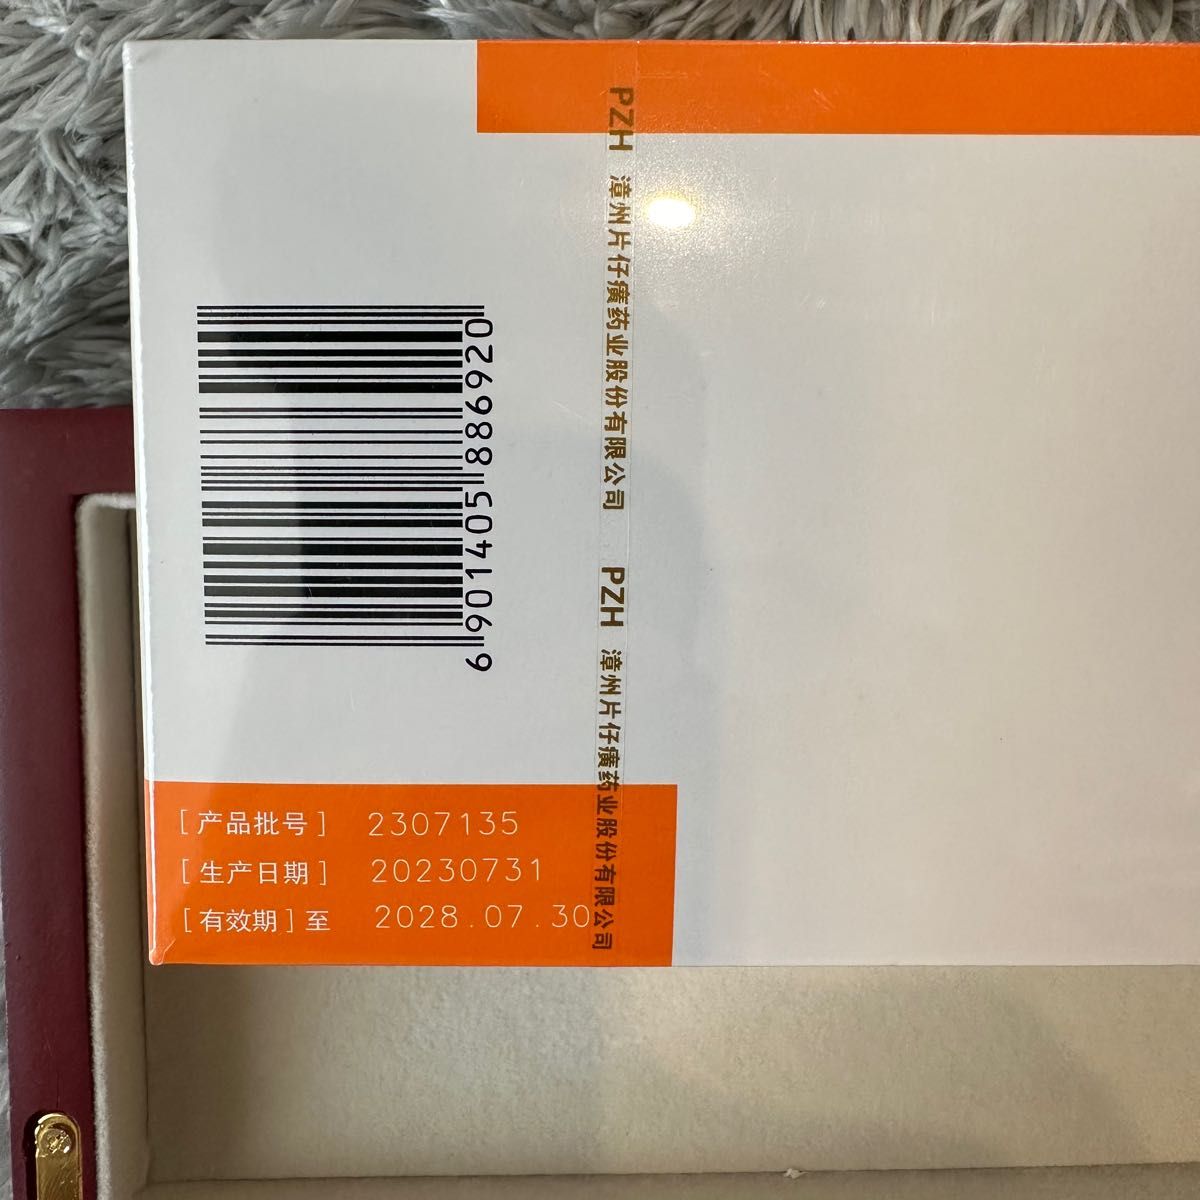 PZH 漳州片仔癀药业股份有限公司 PZH 漳州片仔癀药业股份有限公司
6901405886920
[产品批号] 2307135
[生产日期] 20230731
[有效期]至 2028.07.30